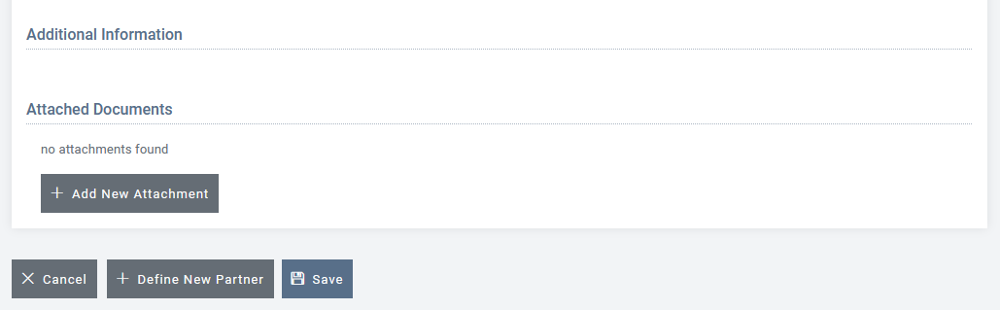 Additional Information
Attached Documents
no attachments found
Add New Attachment
Cancel
Define New Partner
Save